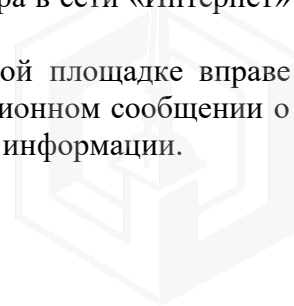 ра в сети «Интернет»
ой площадке вправе
ионном сообщении о
информации.